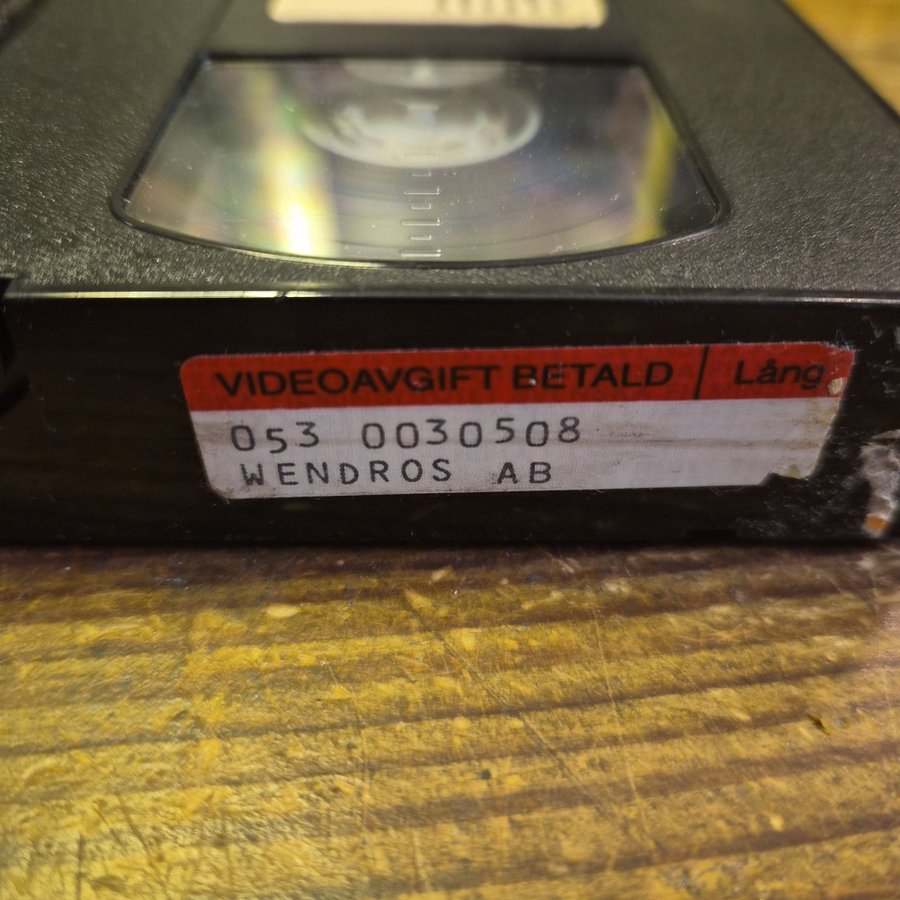 VIDEOAVGIFT BETALD | Lång
053 0030508
WENDROS AB